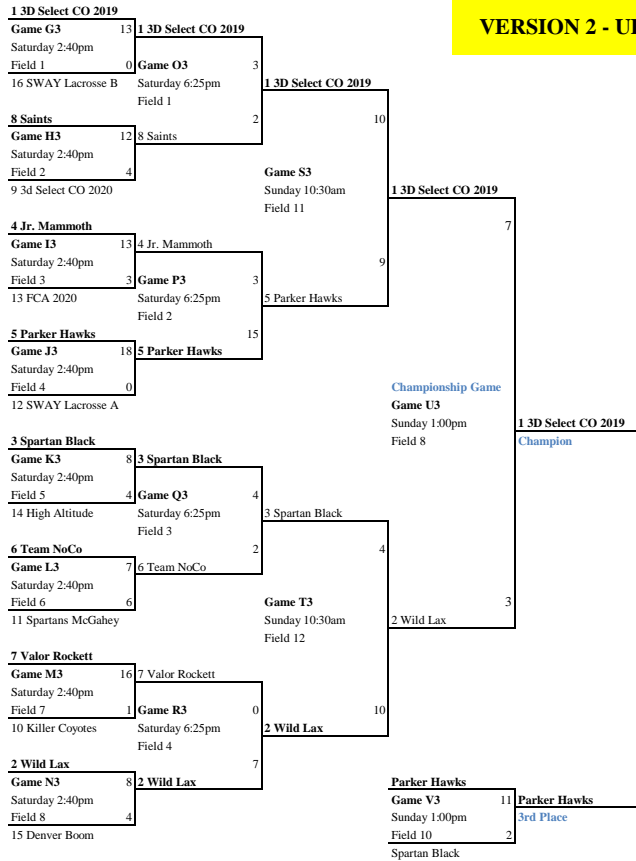 VERSION 2 - U
1 3D Select CO 2019
Game G3 13
Saturday 2:40pm
Field 1 0
16 SWAY Lacrosse B
1 3D Select CO 2019
Game O3 3
Saturday 6:25pm
Field 1
2
8 Saints
8 Saints
Game H3 12
Saturday 2:40pm
Field 2 4
9 3d Select CO 2020
1 3D Select CO 2019
10
Game S3
Sunday 10:30am
Field 11
9
5 Parker Hawks
4 Jr. Mammoth
Game I3 13
Saturday 2:40pm
Field 3 3
13 FCA 2020
4 Jr. Mammoth
Game P3 3
Saturday 6:25pm
Field 2
15
5 Parker Hawks
5 Parker Hawks
Game J3 18
Saturday 2:40pm
Field 4 0
12 SWAY Lacrosse A
1 3D Select CO 2019
7
Championship Game
Game U3
Sunday 1:00pm
Field 8
3
2 Wild Lax
1 3D Select CO 2019
Champion
3 Spartan Black
Game K3 8
Saturday 2:40pm
Field 5 4
14 High Altitude
3 Spartan Black
Game Q3 4
Saturday 6:25pm
Field 3
2
6 Team NoCo
6 Team NoCo
Game L3 7
Saturday 2:40pm
Field 6 6
11 Spartans McGahey
3 Spartan Black
4
Game T3
Sunday 10:30am
Field 12
10
2 Wild Lax
7 Valor Rockett
Game M3 16
Saturday 2:40pm
Field 7 1
10 Killer Coyotes
7 Valor Rockett
Game R3 0
Saturday 6:25pm
Field 4
7
2 Wild Lax
2 Wild Lax
Game N3 8
Saturday 2:40pm
Field 8 4
15 Denver Boom
Parker Hawks
Game V3 11
Sunday 1:00pm
Field 10 2
Spartan Black
Parker Hawks
3rd Place